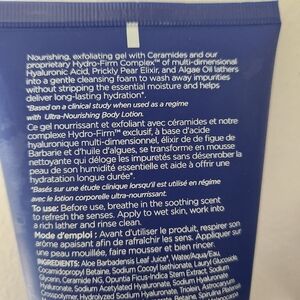 Nourishing, exfoliating gel with Ceramides and our
proprietary Hydro-Firm Complex™ of multi-dimensional
Hyaluronic Acid, Prickly Pear Elixir, and Algae Oil lathers
into a gentle cleansing foam to wash away impurities
without stripping the essential moisture and helps
deliver long-lasting hydration*.
*Based on a clinical study when used as a regime
with Ultra-Nourishing Body Lotion.
Ce gel nourrissant et exfoliant avec céramides et notre
complexe Hydro-Firm™ exclusif, à base d'acide
hyaluronique multi-dimensionnel, élixir de de figue de
Barbarie et d'huile d'algues, se transforme en mousse
nettoyante qui déloge les impuretés sans désenrober la
peau de son humidité essentielle et aide à offrir une
hydratation longue durée*.
*Basés sur une étude clinique lorsqu'il est utilisé en régime
avec le lotion corporelle ultra-nourrissant.
To use: Before use, breathe in the soothing scent
to refresh the senses. Apply to wet skin, work into
a rich lather and rinse clean.
Mode d'emploi : Avant d'utiliser le produit, respirer son
arôme apaisant afin de rafraîchir les sens. Appliquer sur
une peau mouillée, faire mousser et bien rincer.
INGREDIENTS: Aloe Barbadensis Leaf Juice*, Water/Aqua/Eau,
Cocamidopropyl Betaine, Sodium Cocoyl Isethionate, Lauryl Glucoside,
Glycerin, Ceramide NG, Opuntia Ficus-Indica Stem Extract, Sodium
Hyaluronate, Sodium Acetylated Hyaluronate, Sodium Hyaluronate
Crosspolymer, Hydrolyzed Sodium Hyaluronate, Tridecn, Astrocaryum